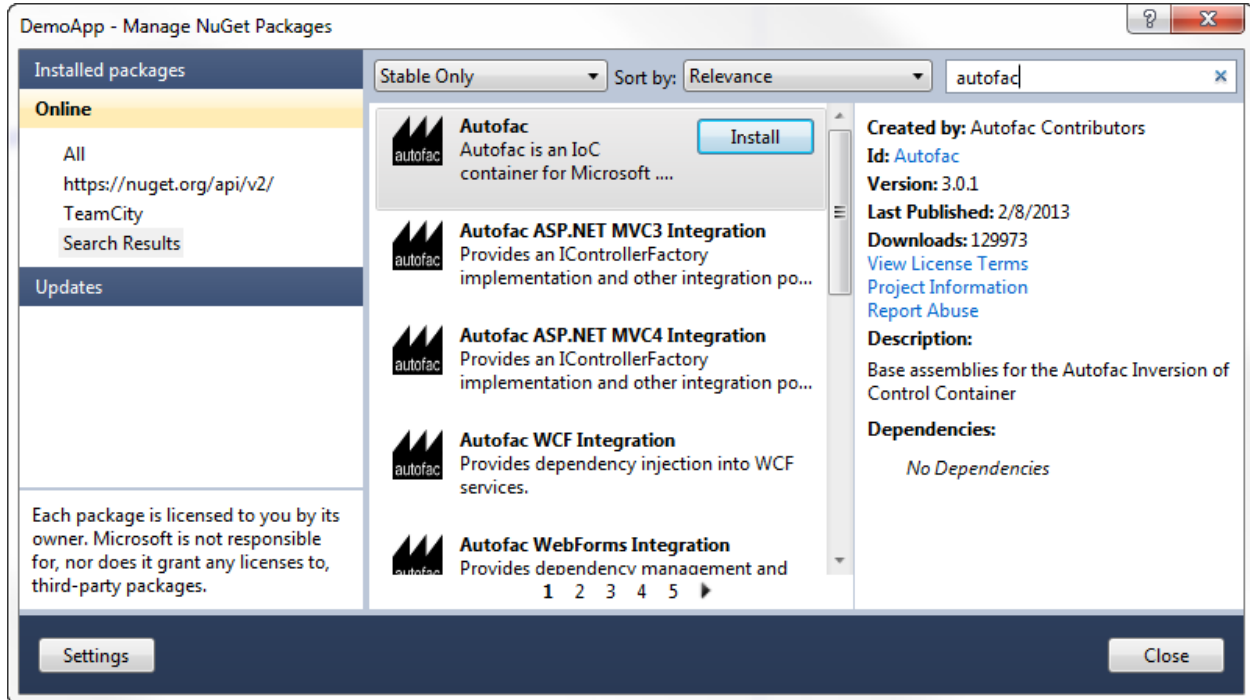 DemoApp - Manage NuGet Packages
Installed packages
Online
All
https://nuget.org/api/v2/
TeamCity
Search Results
Updates
Each package is licensed to you by its
owner. Microsoft is not responsible
for, nor does it grant any licenses to,
third-party packages.
Stable Only
Sort by: Relevance
autofac
autofac
Autofac
Install
Autofac is an IoC
container for Microsoft ....
autofac
Autofac ASP.NET MVC3 Integration
Provides an IControllerFactory
implementation and other integration po...
autofac
Autofac ASP.NET MVC4 Integration
Provides an IControllerFactory
implementation and other integration po...
autofac
Autofac WCF Integration
Provides dependency injection into WCF
services.
autofac
Autofac WebForms Integration
Provides dependency management and
1 2 3 4 5
Created by: Autofac Contributors
Id: Autofac
Version: 3.0.1
Last Published: 2/8/2013
Downloads: 129973
View License Terms
Project Information
Report Abuse
Description:
Base assemblies for the Autofac Inversion of
Control Container
Dependencies:
No Dependencies
Settings
Close